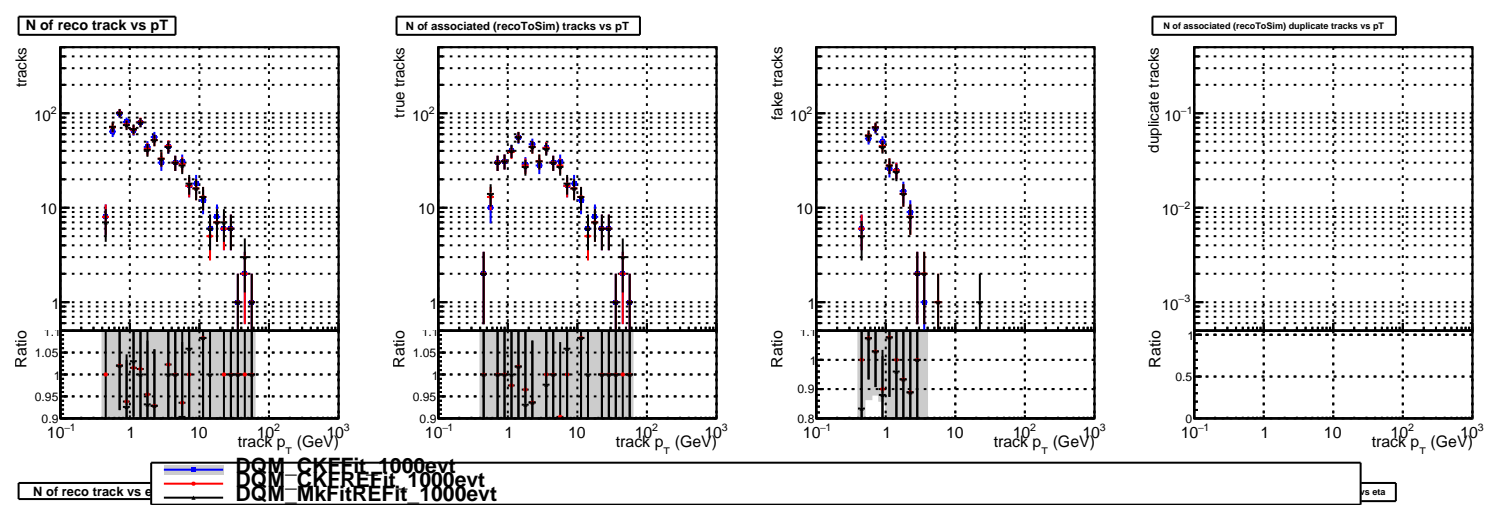 N of reco track vs pT
N of associated (recoToSim) tracks vs pT
N of associated (recoToSim) duplicate tracks vs pT
tracks
10²
10
1
Ratio
1.1
1.05
1
0.95
0.9
10⁻¹ 1 10 10² 10³
track p_T (GeV)
true tracks
10²
10
1
Ratio
1.1
1.05
1
0.95
0.9
10⁻¹ 1 10 10² 10³
track p_T (GeV)
fake tracks
10²
10
1
Ratio
1
0.9
0.8
10⁻¹ 1 10 10² 10³
track p_T (GeV)
duplicate tracks
10⁻¹
10⁻²
10⁻³
Ratio
1
0.5
0
10⁻¹ 1 10 10² 10³
track p_T (GeV)
DQM_CKFFit_1000evt
DQM_CKFREFit_1000evt
DQM_MkFitREFit_1000evt
N of reco track vs e
vs eta